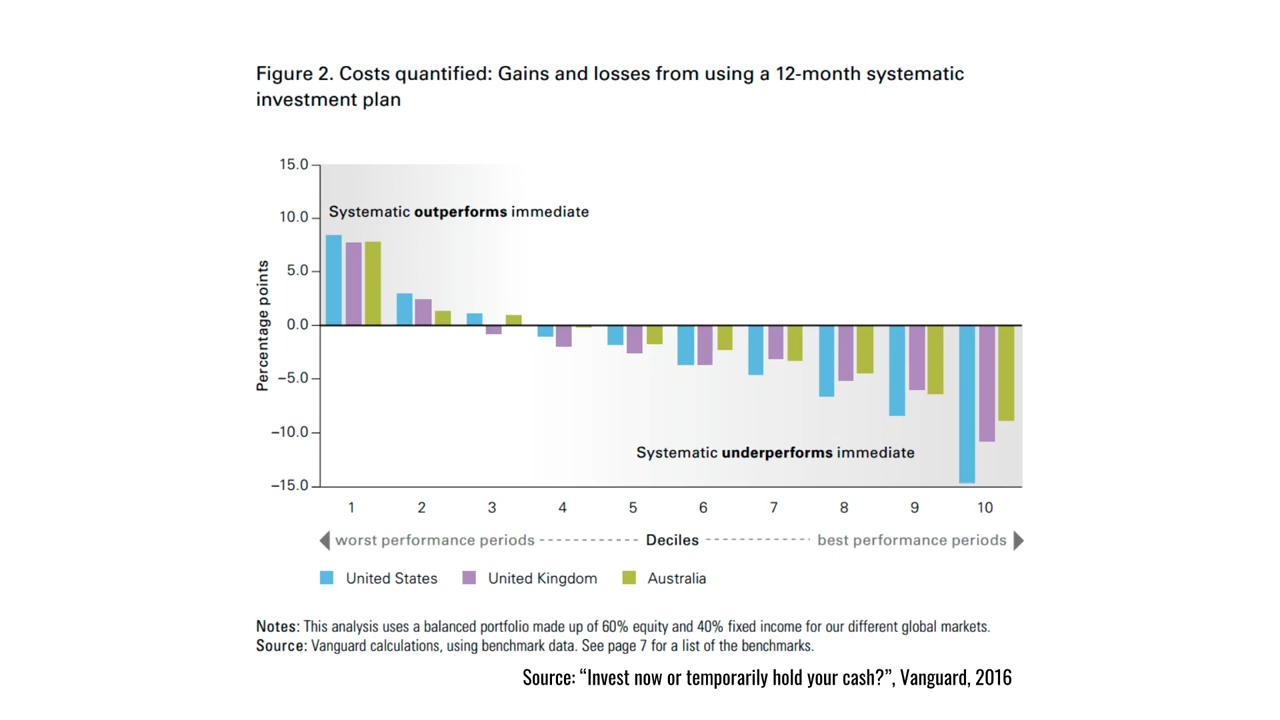 Figure 2. Costs quantified: Gains and losses from using a 12-month systematic
investment plan
15.0
Systematic outperforms immediate
10.0
5.0
0.0
Percentage points
–5.0
–10.0
Systematic underperforms immediate
–15.0
1 2 3 4 5 6 7 8 9 10
worst performance periods Deciles best performance periods
United States United Kingdom Australia
Notes: This analysis uses a balanced portfolio made up of 60% equity and 40% fixed income for our different global markets.
Source: Vanguard calculations, using benchmark data. See page 7 for a list of the benchmarks.
Source: “Invest now or temporarily hold your cash?”, Vanguard, 2016